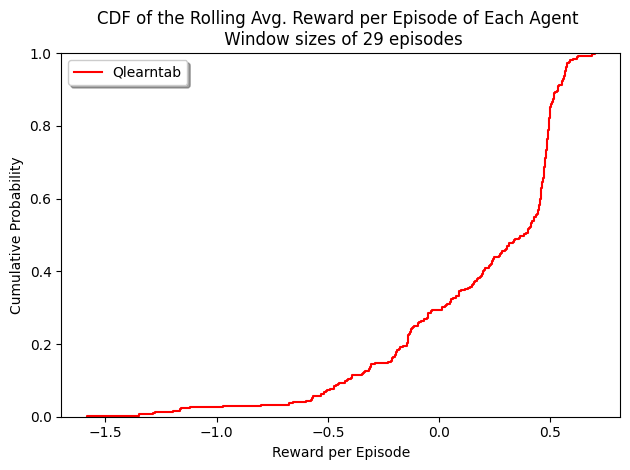 CDF of the Rolling Avg. Reward per Episode of Each Agent
Window sizes of 29 episodes
Qlearntab
1.0
0.8
0.6
0.4
0.2
0.0
Cumulative Probability
−1.5
−1.0
−0.5
0.0
0.5
Reward per Episode